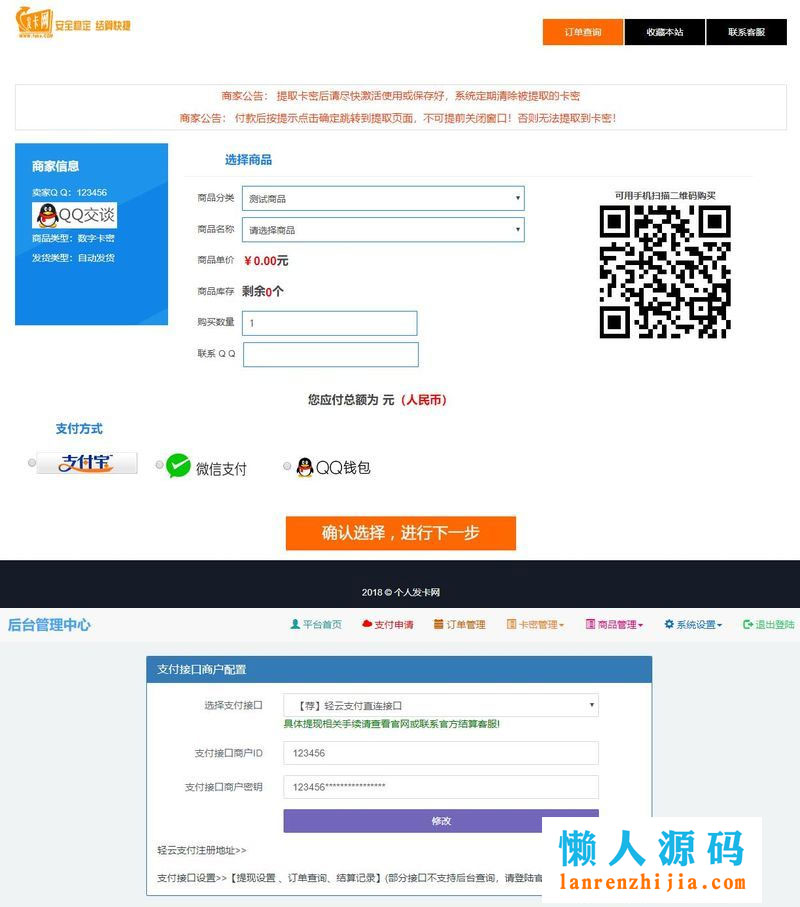 发卡网
安全稳定 结算快捷
订单查询 收藏本站 联系客服
商家公告： 提取卡密后请尽快激活使用或保存好，系统定期清除被提取的卡密
商家公告： 付款后按提示点击确定跳转到提取页面，不可提前关闭窗口！否则无法提取到卡密！
商家信息
卖家Q Q： 123456
QQ交谈
商品类型：数字卡密
发货类型：自动发货
选择商品
商品分类 测试商品
商品名称 请选择商品
商品单价 ￥0.00元
商品库存 剩余0个
购买数量 1
联系 Q Q
可用手机扫描二维码购买
您应付总额为 元（人民币）
支付方式
支付宝 微信支付 QQ钱包
确认选择，进行下一步
2018 © 个人发卡网
后台管理中心 平台首页 支付申请 订单管理 卡密管理 商品管理 系统设置 退出登陆
支付接口商户配置
选择支付接口 【荐】轻云支付直连接口
具体提现相关手续请查看官网或联系官方结算客服!
支付接口商户ID 123456
支付接口商户密钥 123456****************
修改
轻云支付注册地址>>
支付接口设置>>【提现设置 、订单查询、结算记录】(部分接口不支持后台查询，请登陆官
懒人源码
lanrenzhijia.com